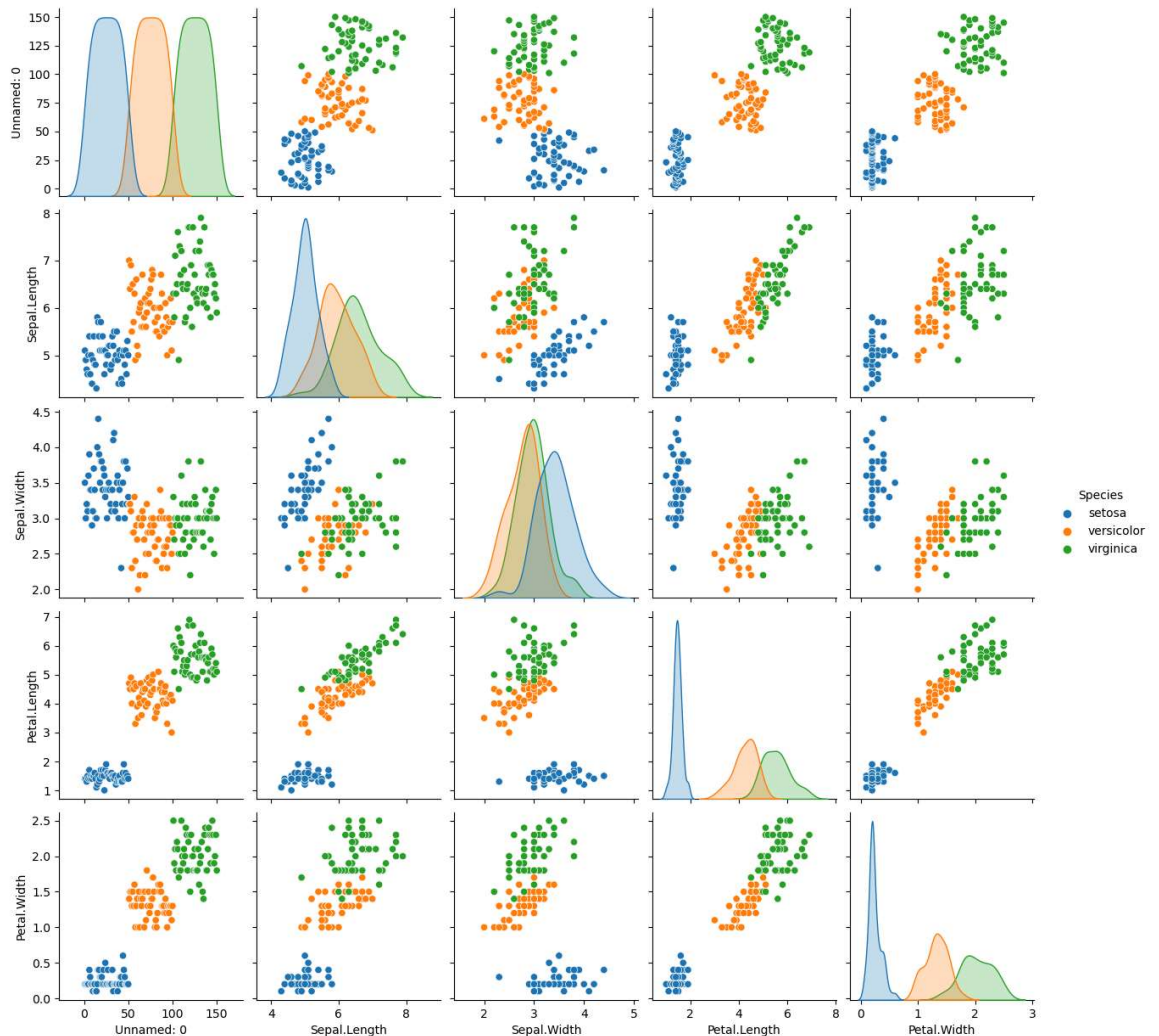 150
125
100
75
50
25
0
Unnamed: 0
8
7
6
5
Sepal.Length
4.5
4.0
3.5
3.0
2.5
2.0
Sepal.Width
Species
setosa
versicolor
virginica
7
6
5
4
3
2
1
Petal.Length
2.5
2.0
1.5
1.0
0.5
0.0
Petal.Width
0 50 100 150
4 6 8
2 3 4 5
2 4 6 8
0 1 2 3
Unnamed: 0 Sepal.Length Sepal.Width Petal.Length Petal.Width